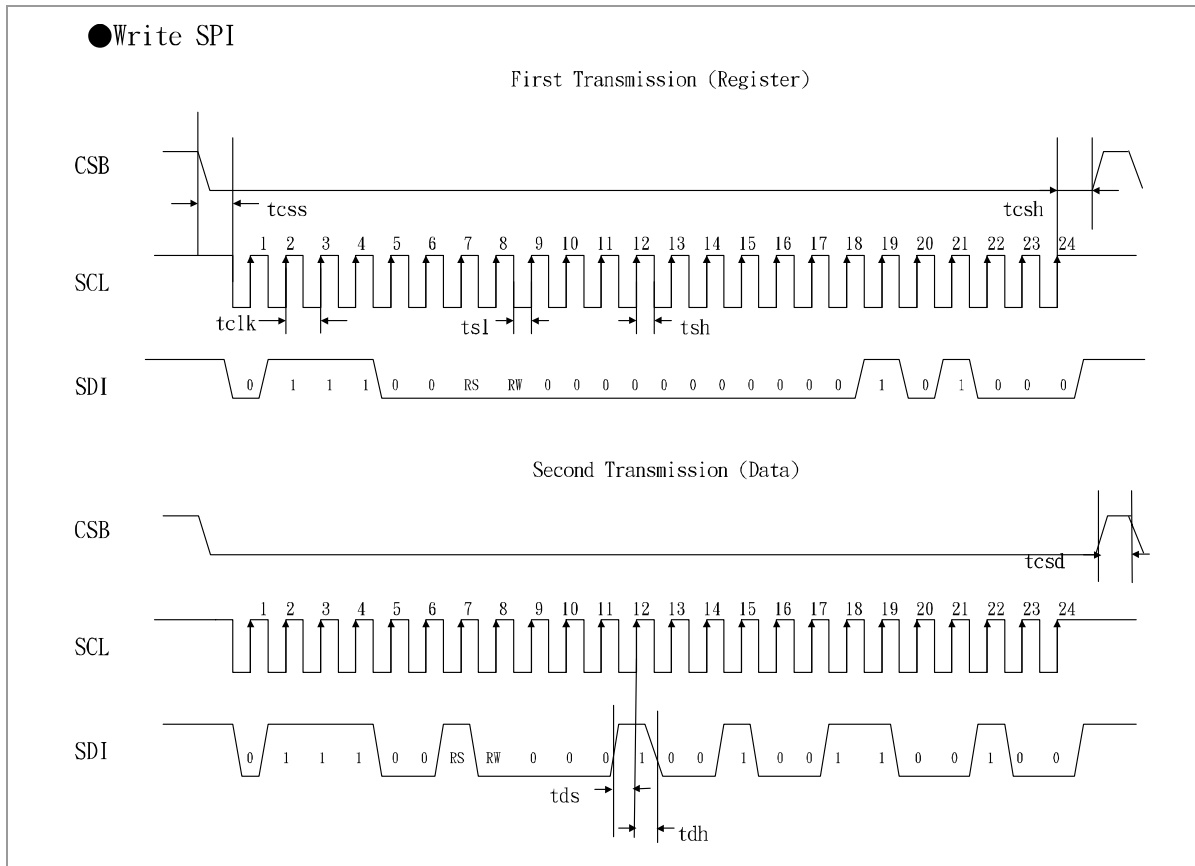 ●Write SPI
First Transmission (Register)
CSB
tcss
tcsh
1 2 3 4 5 6 7 8 9 10 11 12 13 14 15 16 17 18 19 20 21 22 23 24
SCL
tclk
tsl
tsh
SDI
0 1 1 1 0 0 RS RW 0 0 0 0 0 0 0 0 0 0 1 0 1 0 0 0
Second Transmission (Data)
CSB
tcsd
1 2 3 4 5 6 7 8 9 10 11 12 13 14 15 16 17 18 19 20 21 22 23 24
SCL
SDI
0 1 1 1 0 0 RS RW 0 0 0 1 0 0 1 0 0 1 1 0 0 1 0 0
tds
tdh